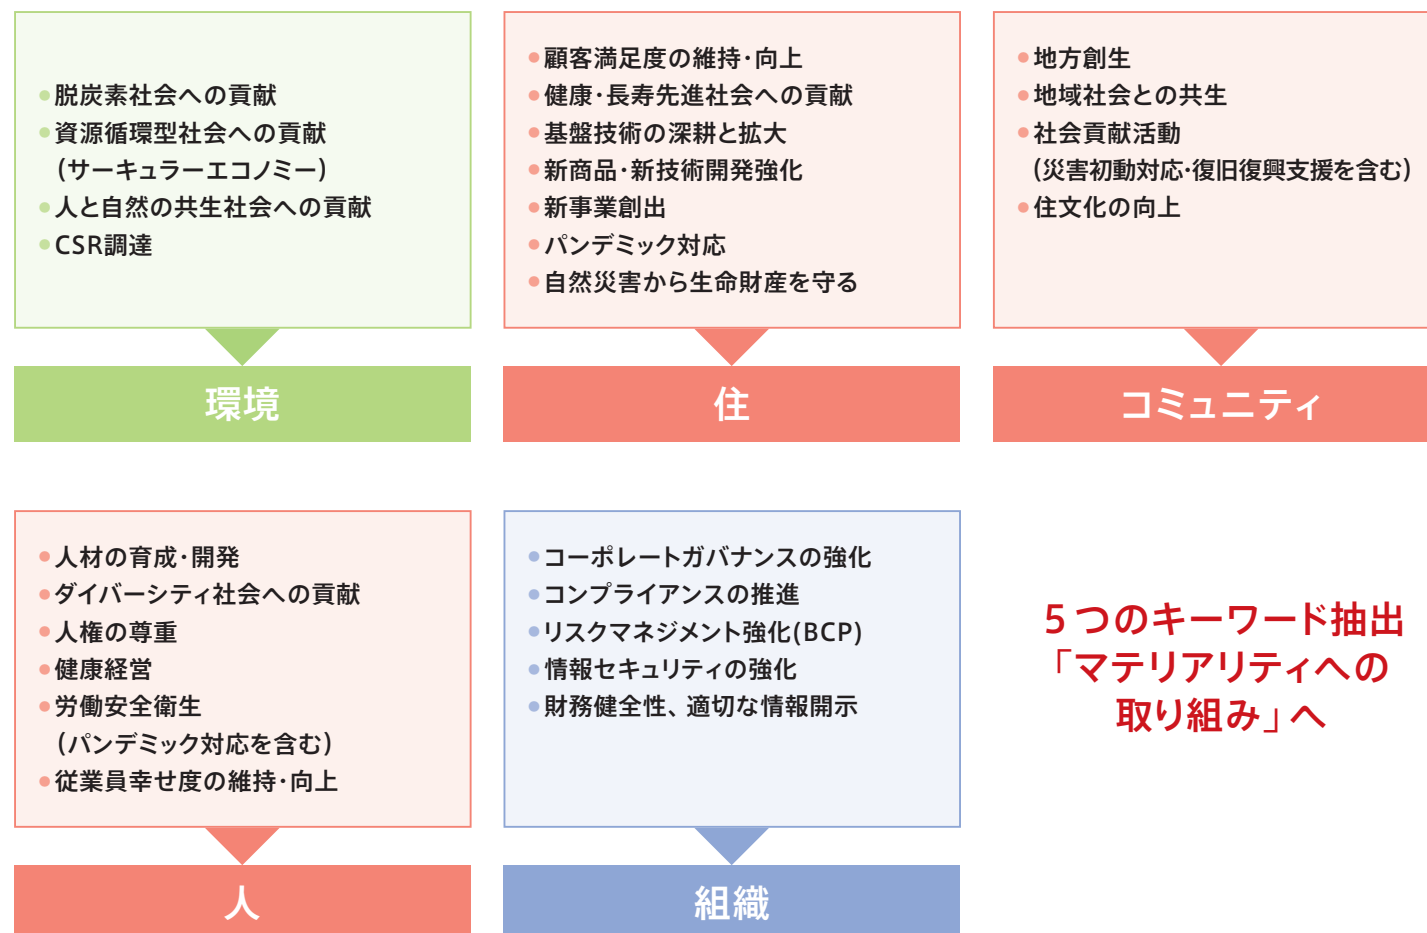 ●脱炭素社会への貢献
●資源循環型社会への貢献
(サーキュラーエコノミー)
●人と自然の共生社会への貢献
●CSR調達
環境
●顧客満足度の維持･向上
●健康･長寿先進社会への貢献
●基盤技術の深耕と拡大
●新商品･新技術開発強化
●新事業創出
●パンデミック対応
●自然災害から生命財産を守る
住
●地方創生
●地域社会との共生
●社会貢献活動
(災害初動対応･復旧復興支援を含む)
●住文化の向上
コミュニティ
●人材の育成･開発
●ダイバーシティ社会への貢献
●人権の尊重
●健康経営
●労働安全衛生
(パンデミック対応を含む)
●従業員幸せ度の維持･向上
人
●コーポレートガバナンスの強化
●コンプライアンスの推進
●リスクマネジメント強化(BCP)
●情報セキュリティの強化
●財務健全性、適切な情報開示
組織
5つのキーワード抽出
「マテリアリティへの
取り組み」へ